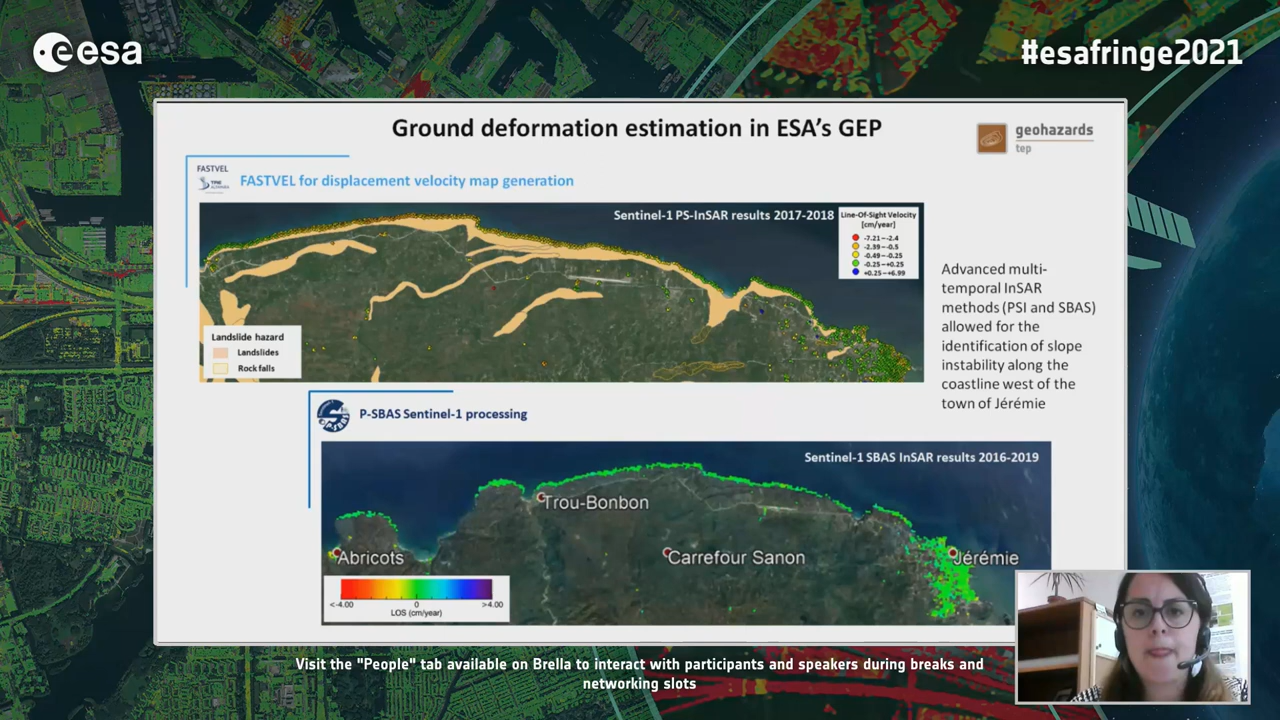 esa
#esafringe2021
Ground deformation estimation in ESA's GEP
geohazards
tep
FASTVEL
FASTVEL for displacement velocity map generation
Sentinel-1 PS-InSAR results 2017-2018
Line-Of-Sight Velocity
[cm/year]
-7.21 – -2.4
-2.39 – -0.5
-0.49 – -0.25
-0.25 – +0.25
+0.25 – +6.99
Landslide hazard
Landslides
Rock falls
Advanced multi-
temporal InSAR
methods (PSI and SBAS)
allowed for the
identification of slope
instability along the
coastline west of the
town of Jérémie
P-SBAS Sentinel-1 processing
Sentinel-1 SBAS InSAR results 2016-2019
Trou-Bonbon
Abricots
Carrefour Sanon
Jérémie
<-4.00 0 >4.00
LOS (cm/year)
Visit the "People" tab available on Brella to interact with participants and speakers during breaks and
networking slots